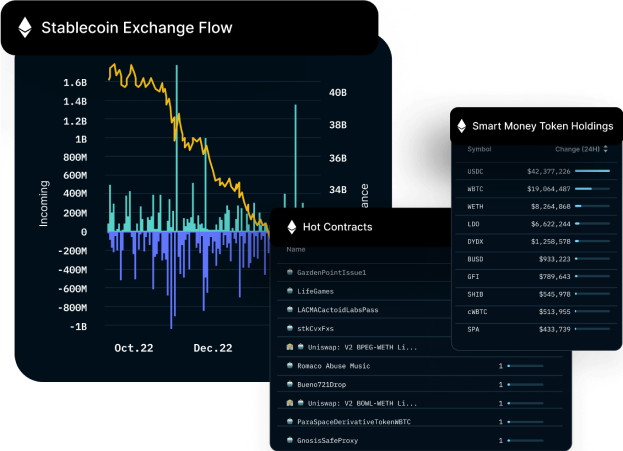 Stablecoin Exchange Flow
1.6B
1.4B
1.2B
1B
800M
600M
400M
200M
0
-200M
-400M
-600M
-800M
-1B
Incoming
40B
38B
36B
34B
ance
Oct.22 Dec.22
Hot Contracts
Name
GardenPointIssue1
LifeGames
LACMACactoidLabsPass
stkCvxFxs
Uniswap: V2 BPEG-WETH Li...
Romaco Abuse Music 1
Bueno721Drop 1
Uniswap: V2 BOWL-WETH Li... 1
ParaSpaceDerivativeTokenWBTC 1
GnosisSafeProxy 1
Smart Money Token Holdings
Symbol Change (24H)
USDC $42,377,226
WBTC $19,064,487
WETH $8,264,868
LDO $6,622,244
DYDX $1,258,578
BUSD $933,223
GFI $789,643
SHIB $545,978
cWBTC $513,955
SPA $433,739